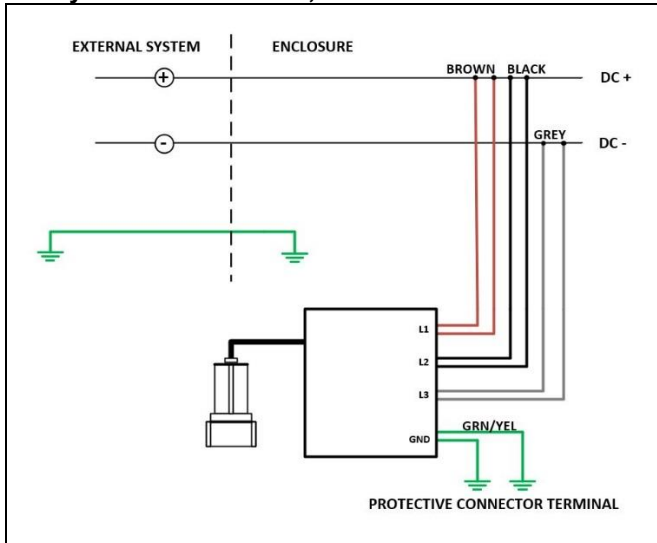 EXTERNAL SYSTEM ENCLOSURE
BROWN BLACK
+ DC +
GREY
- DC -
L1
L2
L3
GRN/YEL
GND
PROTECTIVE CONNECTOR TERMINAL